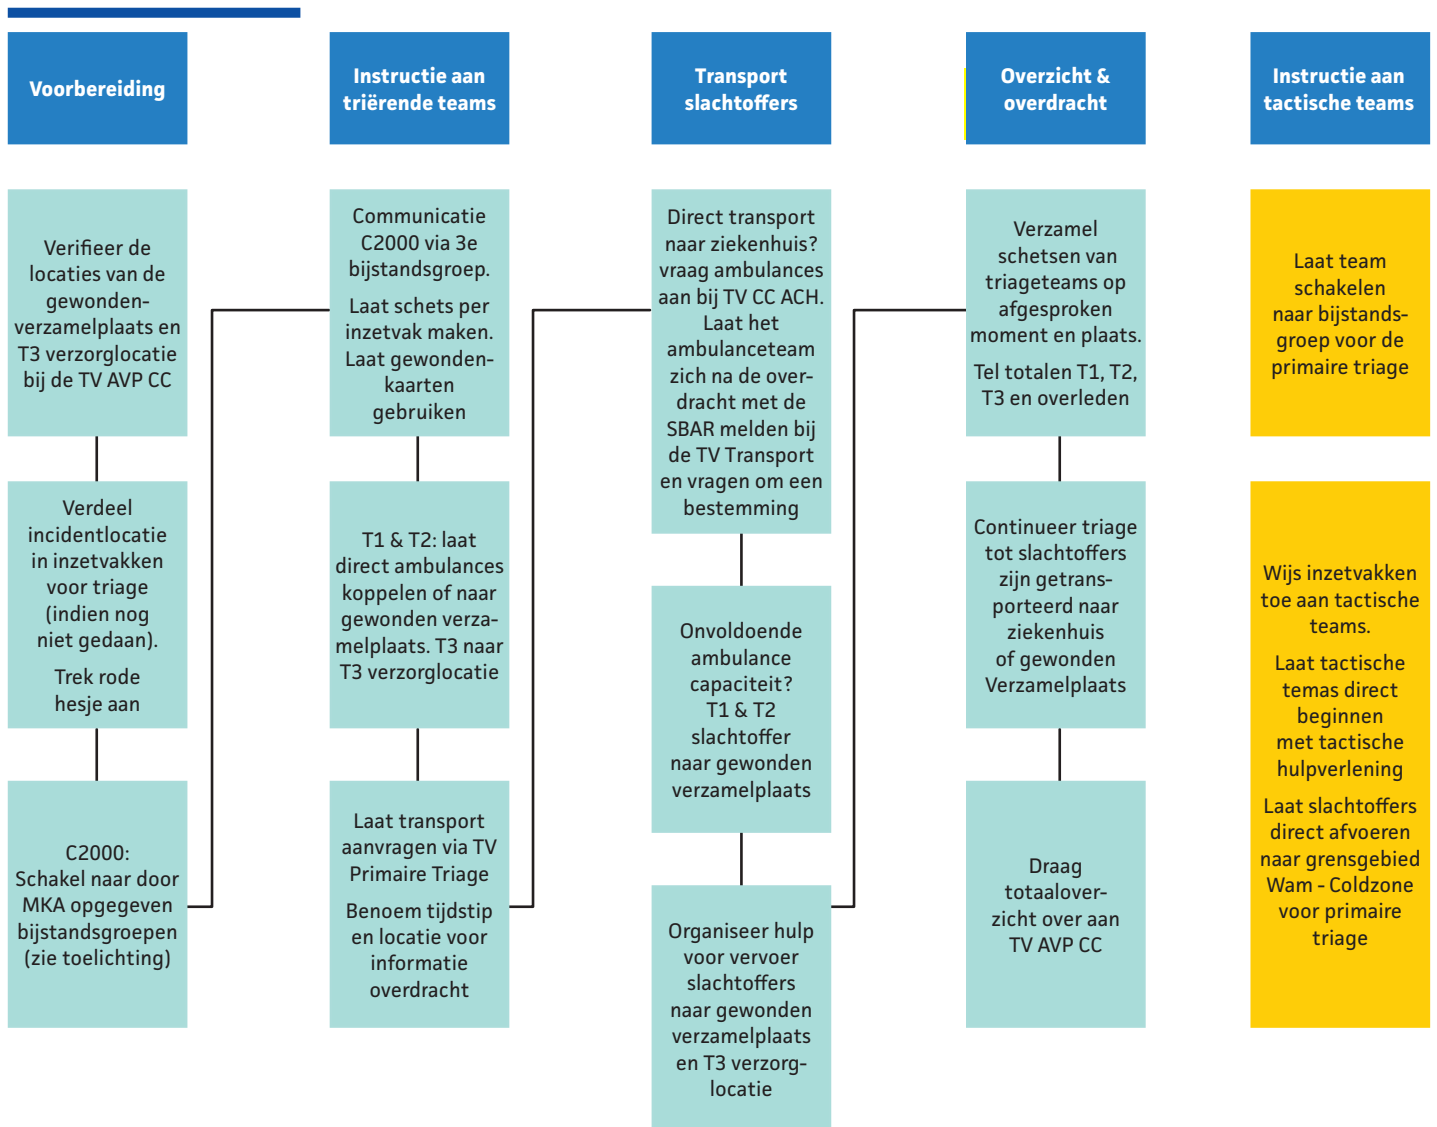 Voorbereiding
Verifieer de
locaties van de
gewonden-
verzamelplaats en
T3 verzorglocatie
bij de TV AVP CC
Verdeel
incidentlocatie
in inzetvakken
voor triage
(indien nog
niet gedaan).
Trek rode
hesje aan
C2000:
Schakel naar door
MKA opgegeven
bijstandsgroepen
(zie toelichting)
Instructie aan
triërende teams
Communicatie
C2000 via 3e
bijstandsgroep.
Laat schets per
inzetvak maken.
Laat gewonden-
kaarten
gebruiken
T1 & T2: laat
direct ambulances
koppelen of naar
gewonden verza-
melplaats. T3 naar
T3 verzorglocatie
Laat transport
aanvragen via TV
Primaire Triage
Benoem tijdstip
en locatie voor
informatie
overdracht
Transport
slachtoffers
Direct transport
naar ziekenhuis?
vraag ambulances
aan bij TV CC ACH.
Laat het
ambulanceteam
zich na de over-
dracht met de
SBAR melden bij
de TV Transport
en vragen om een
bestemming
Onvoldoende
ambulance
capaciteit?
T1 & T2
slachtoffer
naar gewonden
verzamelplaats
Organiseer hulp
voor vervoer
slachtoffers
naar gewonden
verzamelplaats
en T3 verzorg-
locatie
Overzicht &
overdracht
Verzamel
schetsen van
triageteams op
afgesproken
moment en plaats.
Tel totalen T1, T2,
T3 en overleden
Continueer triage
tot slachtoffers
zijn getrans-
porteerd naar
ziekenhuis
of gewonden
Verzamelplaats
Draag
totaalover-
zicht over aan
TV AVP CC
Instructie aan
tactische teams
Laat team
schakelen
naar bijstands-
groep voor de
primaire triage
Wijs inzetvakken
toe aan tactische
teams.
Laat tactische
temas direct
beginnen
met tactische
hulpverlening
Laat slachtoffers
direct afvoeren
naar grensgebied
Wam - Coldzone
voor primaire
triage